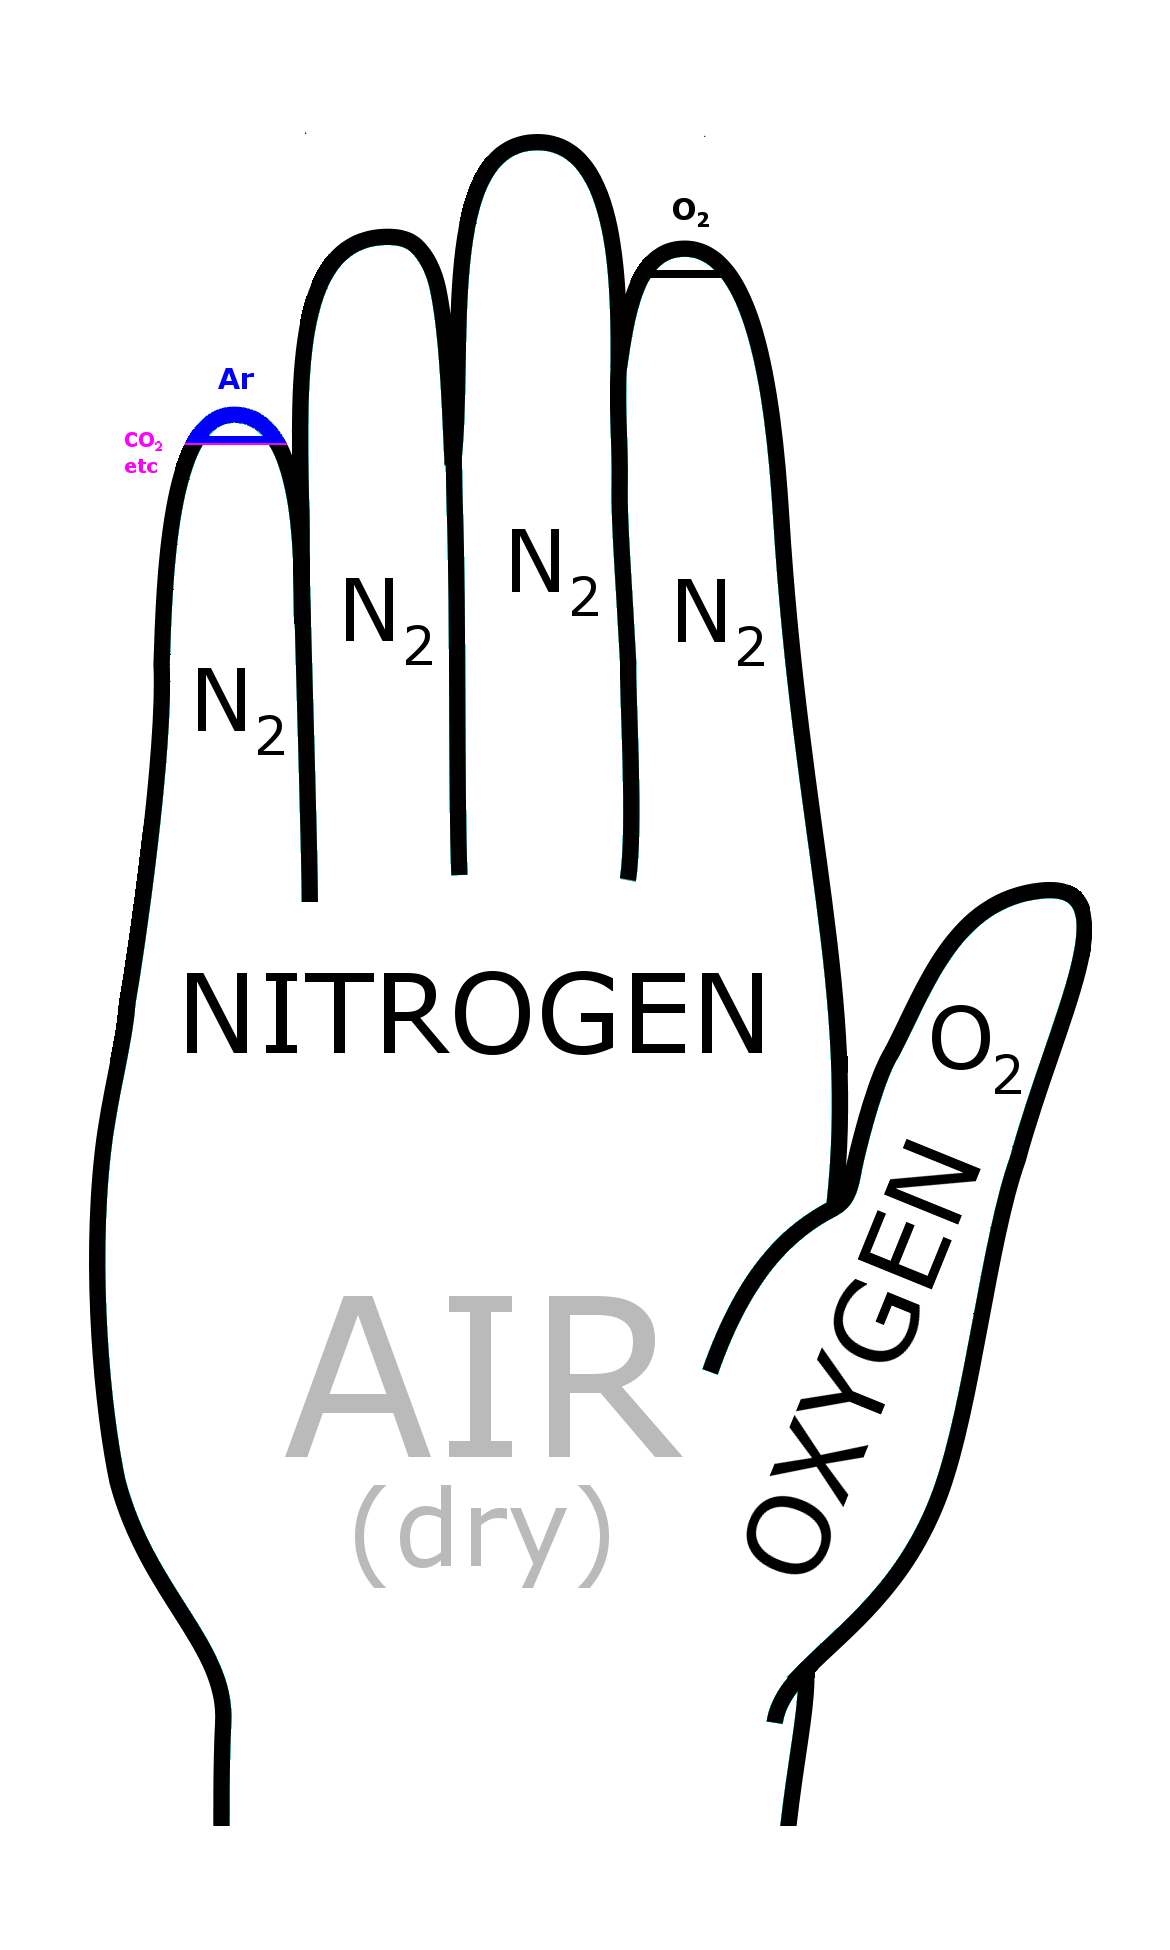 O₂
Ar
CO₂
etc
N₂
N₂
N₂
N₂
NITROGEN
O₂
OXYGEN
AIR
(dry)